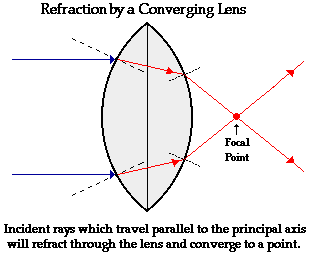 Refraction by a Converging Lens
↑
Focal
Point
Incident rays which travel parallel to the principal axis
will refract through the lens and converge to a point.